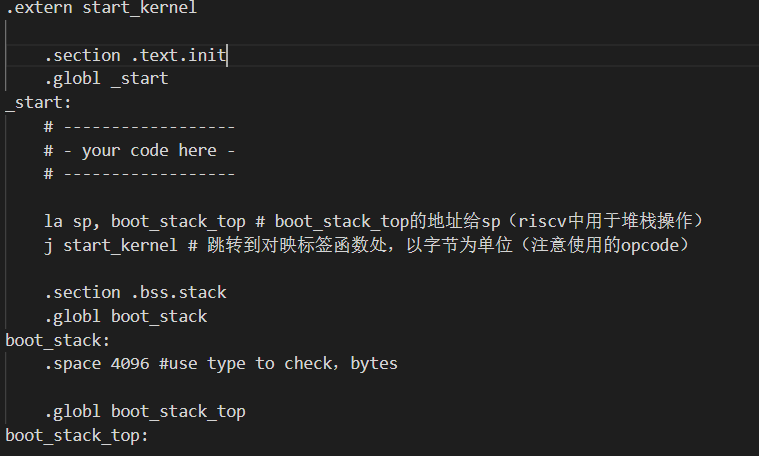 .extern start_kernel
.section .text.init
.globl _start
_start:
# ------------------
# - your code here -
# ------------------
la sp, boot_stack_top # boot_stack_top的地址给sp（riscv中用于堆栈操作）
j start_kernel # 跳转到对映标签函数处，以字节为单位（注意使用的opcode）
.section .bss.stack
.globl boot_stack
boot_stack:
.space 4096 #use type to check，bytes
.globl boot_stack_top
boot_stack_top: